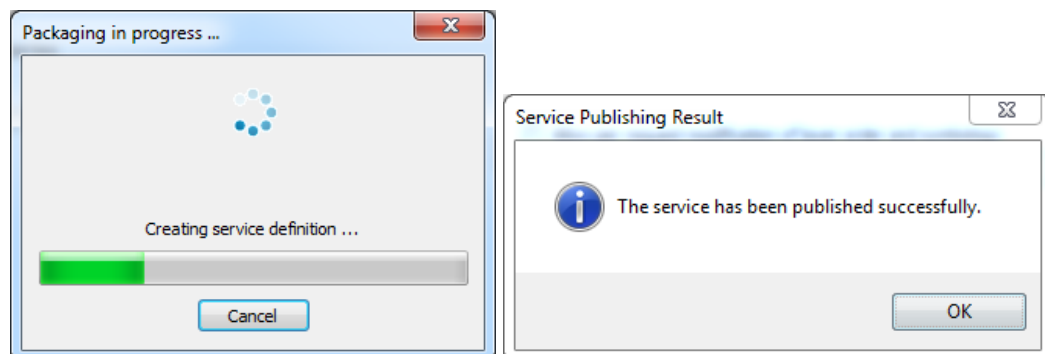 Packaging in progress ...
Creating service definition ...
Cancel
Service Publishing Result
The service has been published successfully.
OK